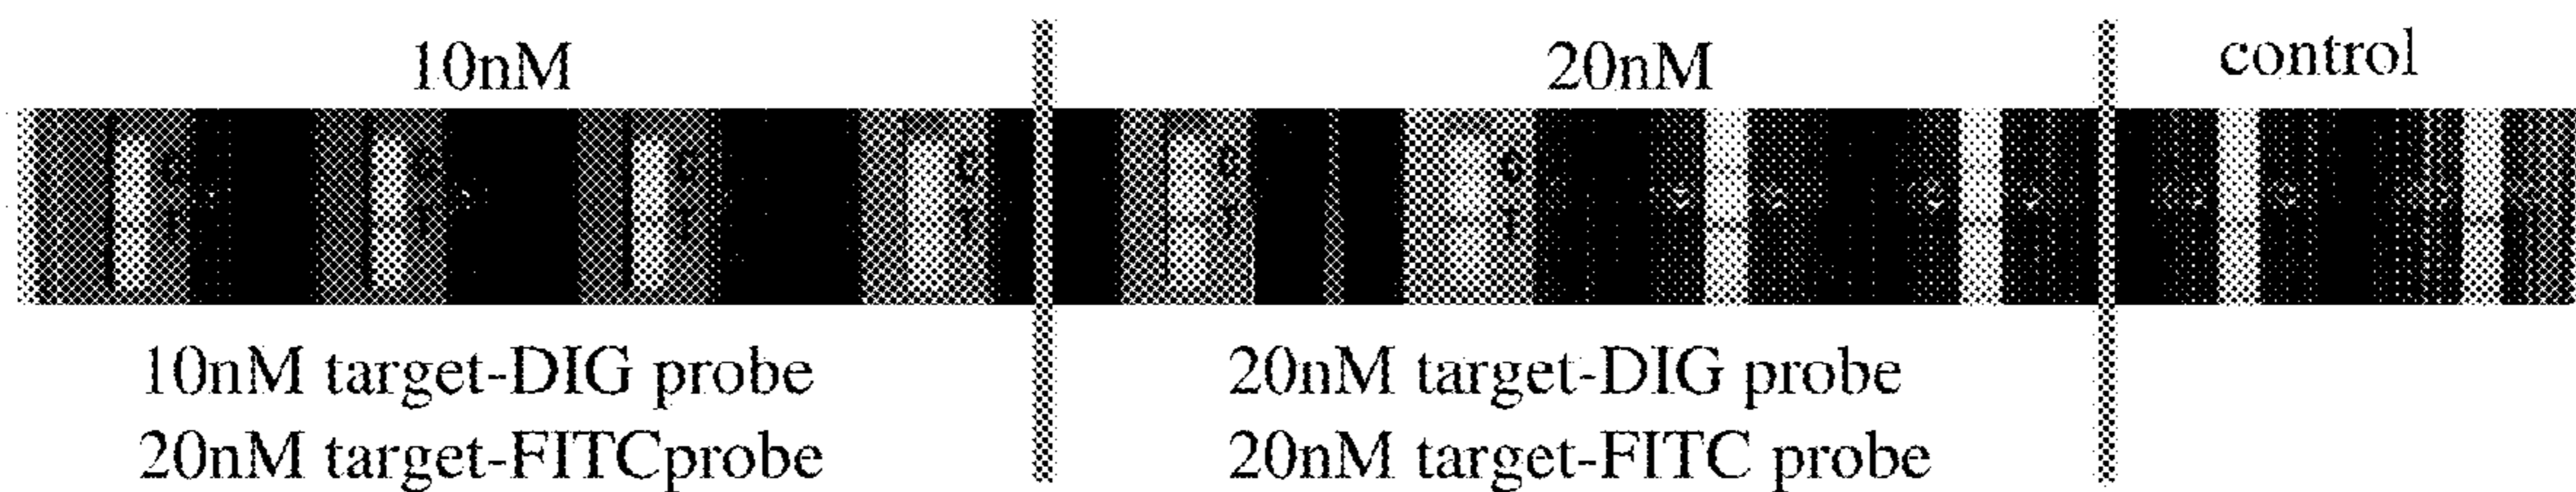 10nM
20nM
control
C
T
C
T
C
T
C
T
C
T
C
T
10nM target-DIG probe
20nM target-FITCprobe
20nM target-DIG probe
20nM target-FITC probe